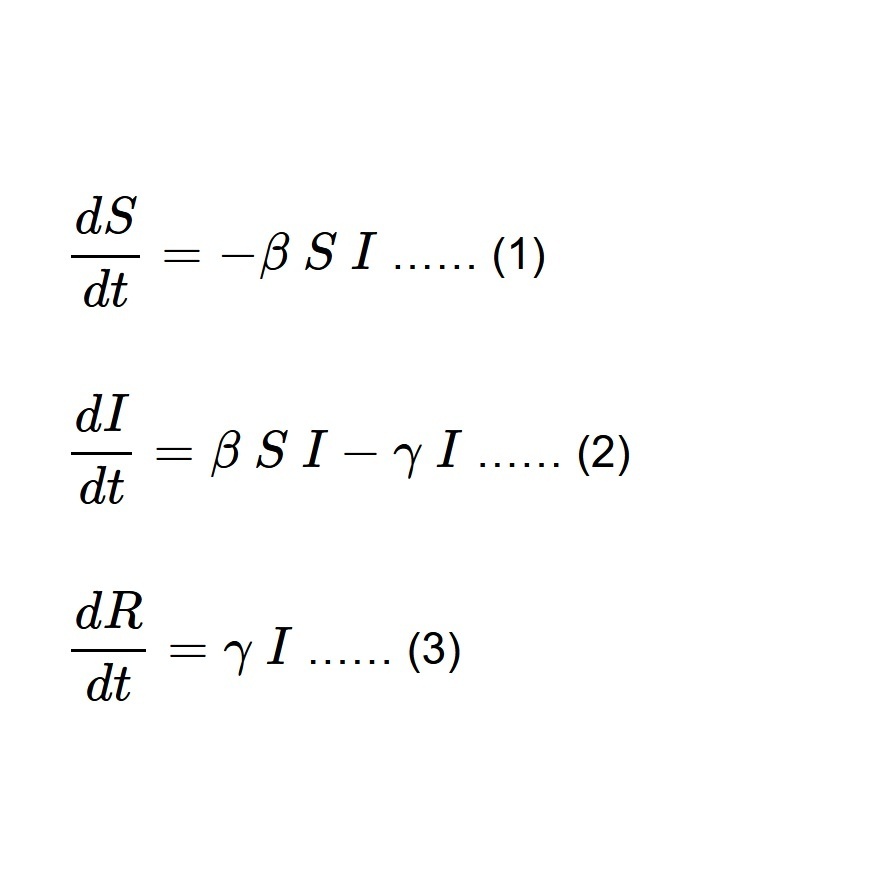 dS/dt = −β S I ...... (1)
dI/dt = β S I − γ I ...... (2)
dR/dt = γ I ...... (3)